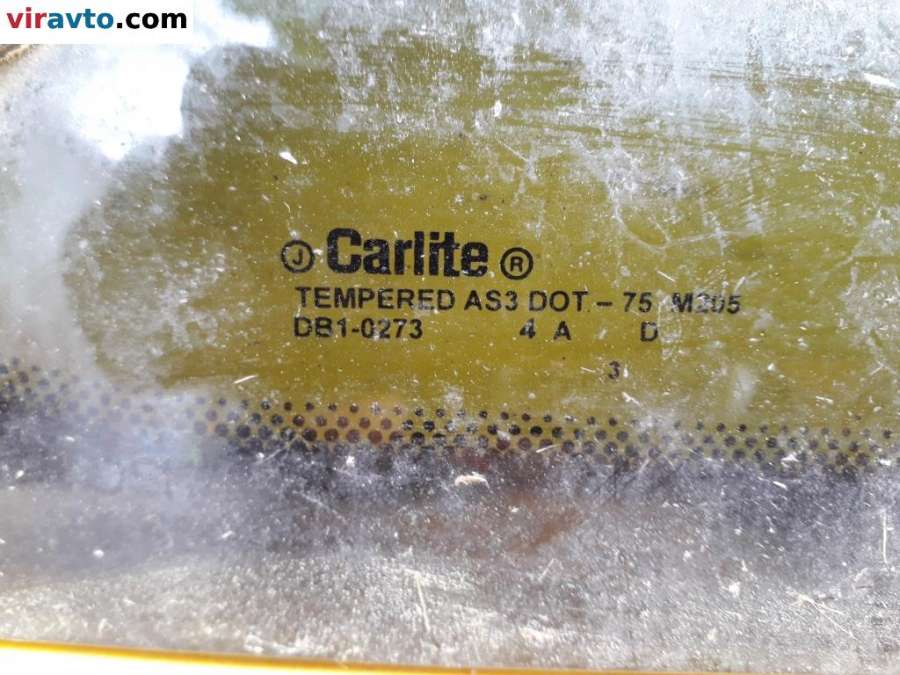 viravto.com
Ⓙ Carlite ®
TEMPERED AS3 DOT - 75 M205
DB1-0273 4 A D
3